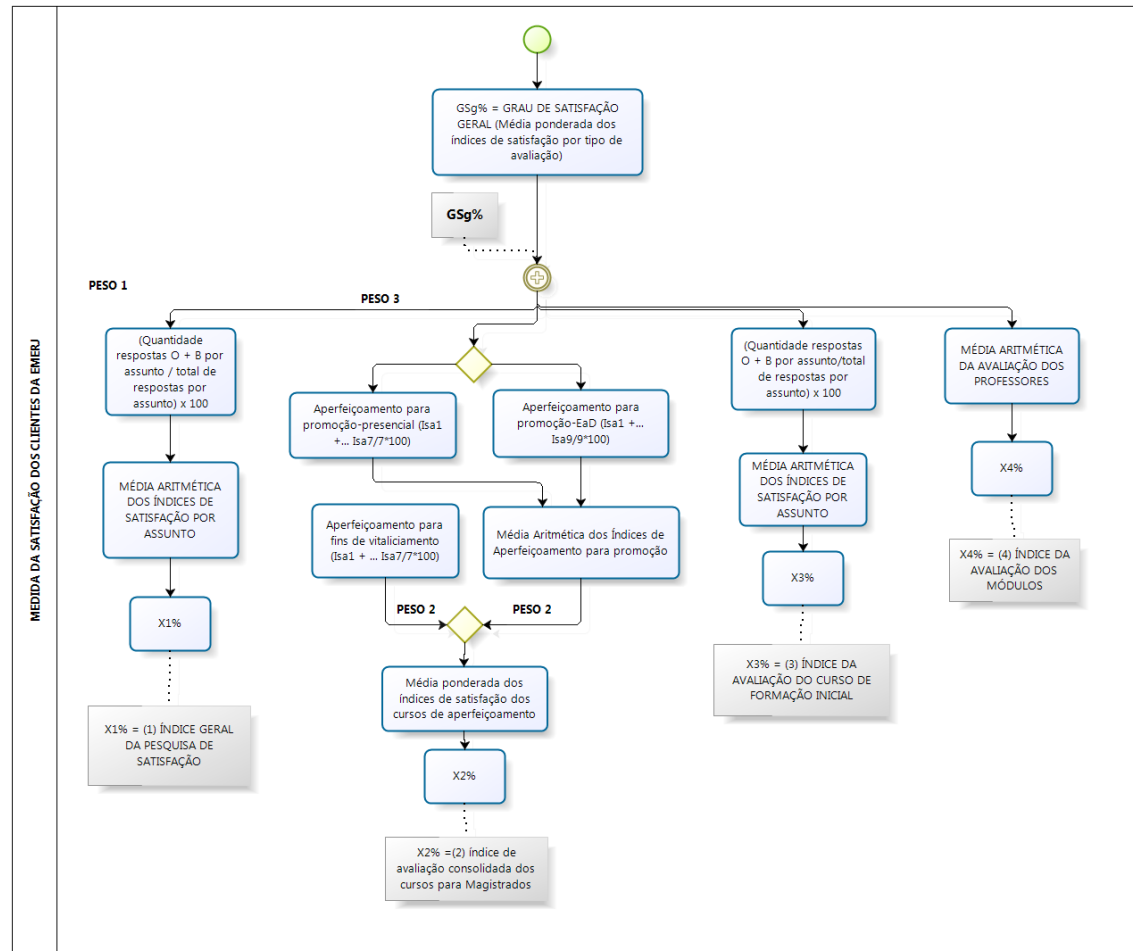 MEDIDA DA SATISFAÇÃO DOS CLIENTES DA EMERJ
GSg% = GRAU DE SATISFAÇÃO
GERAL (Média ponderada dos
índices de satisfação por tipo de
avaliação)
GSg%
PESO 1
PESO 3
(Quantidade
respostas O + B por
assunto / total de
respostas por
assunto) x 100
MÉDIA ARITMÉTICA
DOS ÍNDICES DE
SATISFAÇÃO POR
ASSUNTO
X1%
X1% = (1) ÍNDICE GERAL
DA PESQUISA DE
SATISFAÇÃO
Aperfeiçoamento para
promoção-presencial (Isa1
+... Isa7/7*100)
Aperfeiçoamento para
promoção-EaD (Isa1 +...
Isa9/9*100)
Aperfeiçoamento para
fins de vitaliciamento
(Isa1 + ... Isa7/7*100)
Média Aritmética dos Índices de
Aperfeiçoamento para promoção
PESO 2
PESO 2
Média ponderada dos
índices de satisfação dos
cursos de aperfeiçoamento
X2%
X2% =(2) índice de
avaliação consolidada dos
cursos para Magistrados
(Quantidade respostas
O + B por assunto/total
de respostas por
assunto) x 100
MÉDIA ARITMÉTICA
DOS ÍNDICES DE
SATISFAÇÃO POR
ASSUNTO
X3%
X3% = (3) ÍNDICE DA
AVALIAÇÃO DO CURSO DE
FORMAÇÃO INICIAL
MÉDIA ARITMÉTICA
DA AVALIAÇÃO DOS
PROFESSORES
X4%
X4% = (4) ÍNDICE DA
AVALIAÇÃO DOS
MÓDULOS